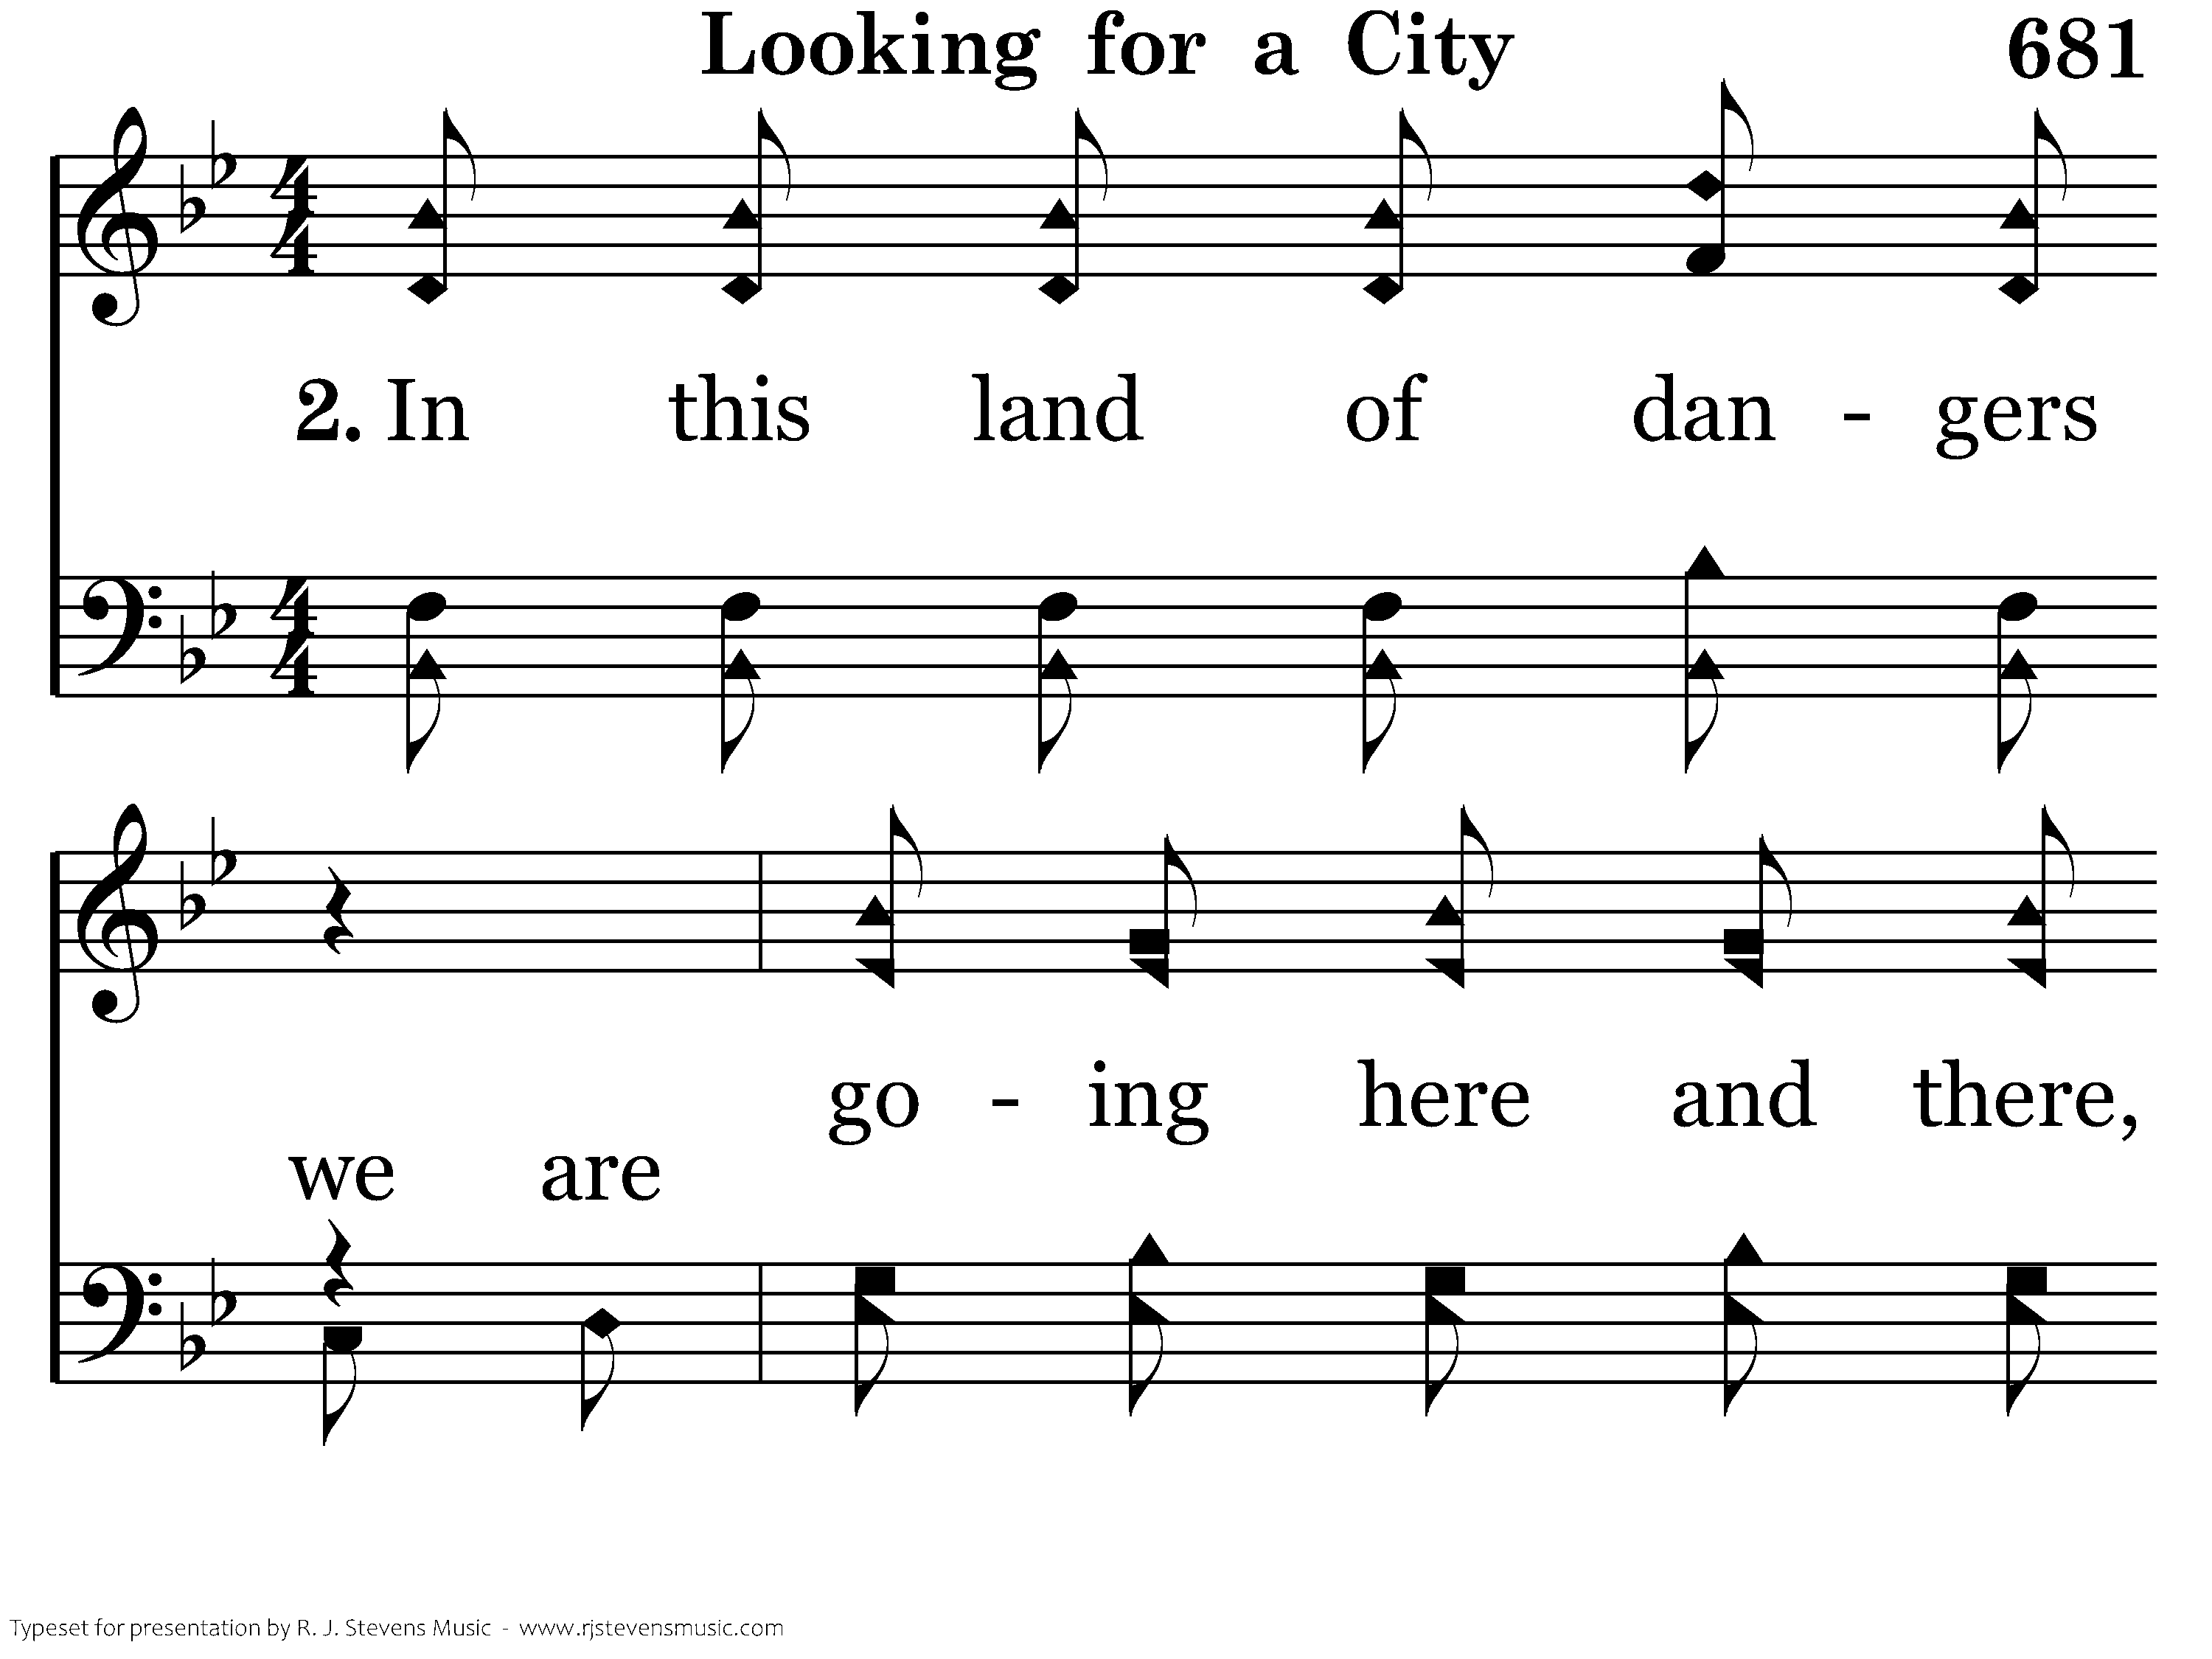 Looking for a City 681
2. In this land of dan - gers
go - ing here and there,
we are
Typeset for presentation by R. J. Stevens Music - www.rjstevensmusic.com